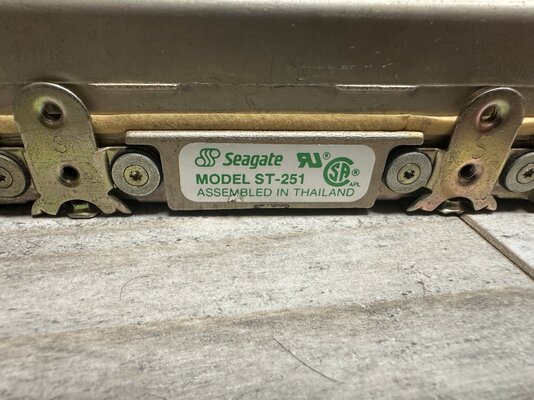 Seagate
MODEL ST-251
ASSEMBLED IN THAILAND